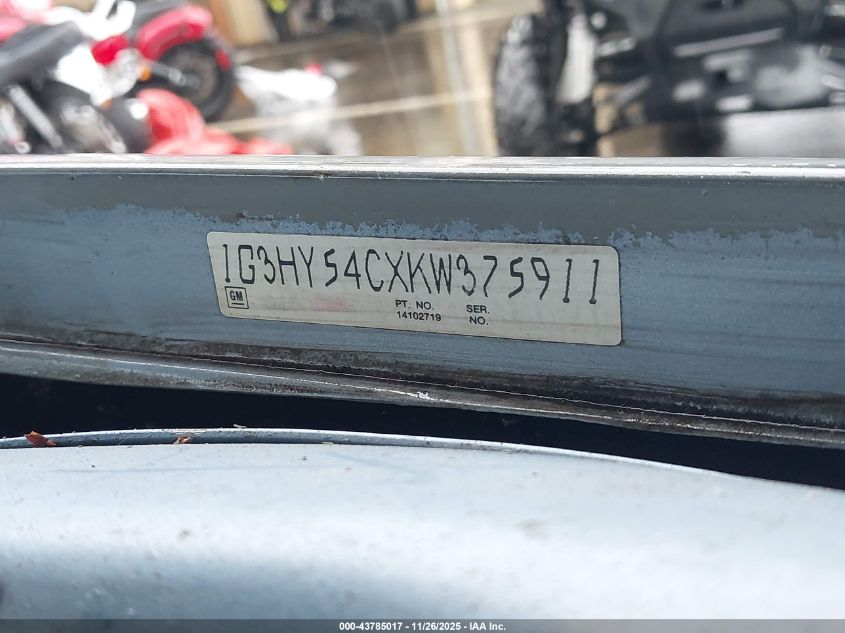 1G3HY54CXKW375911
GM
PT. NO.
14102719
SER.
NO.
000-43785017 - 11/26/2025 - IAA Inc.